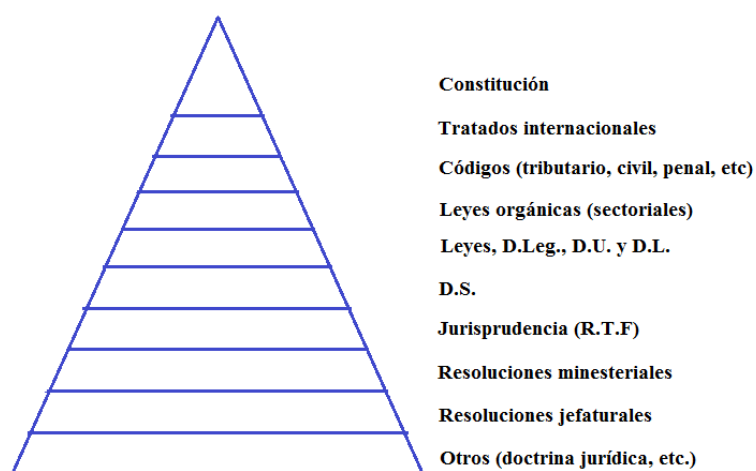 Constitución
Tratados internacionales
Códigos (tributario, civil, penal, etc)
Leyes orgánicas (sectoriales)
Leyes, D.Leg., D.U. y D.L.
D.S.
Jurisprudencia (R.T.F)
Resoluciones minesteriales
Resoluciones jefaturales
Otros (doctrina jurídica, etc.)